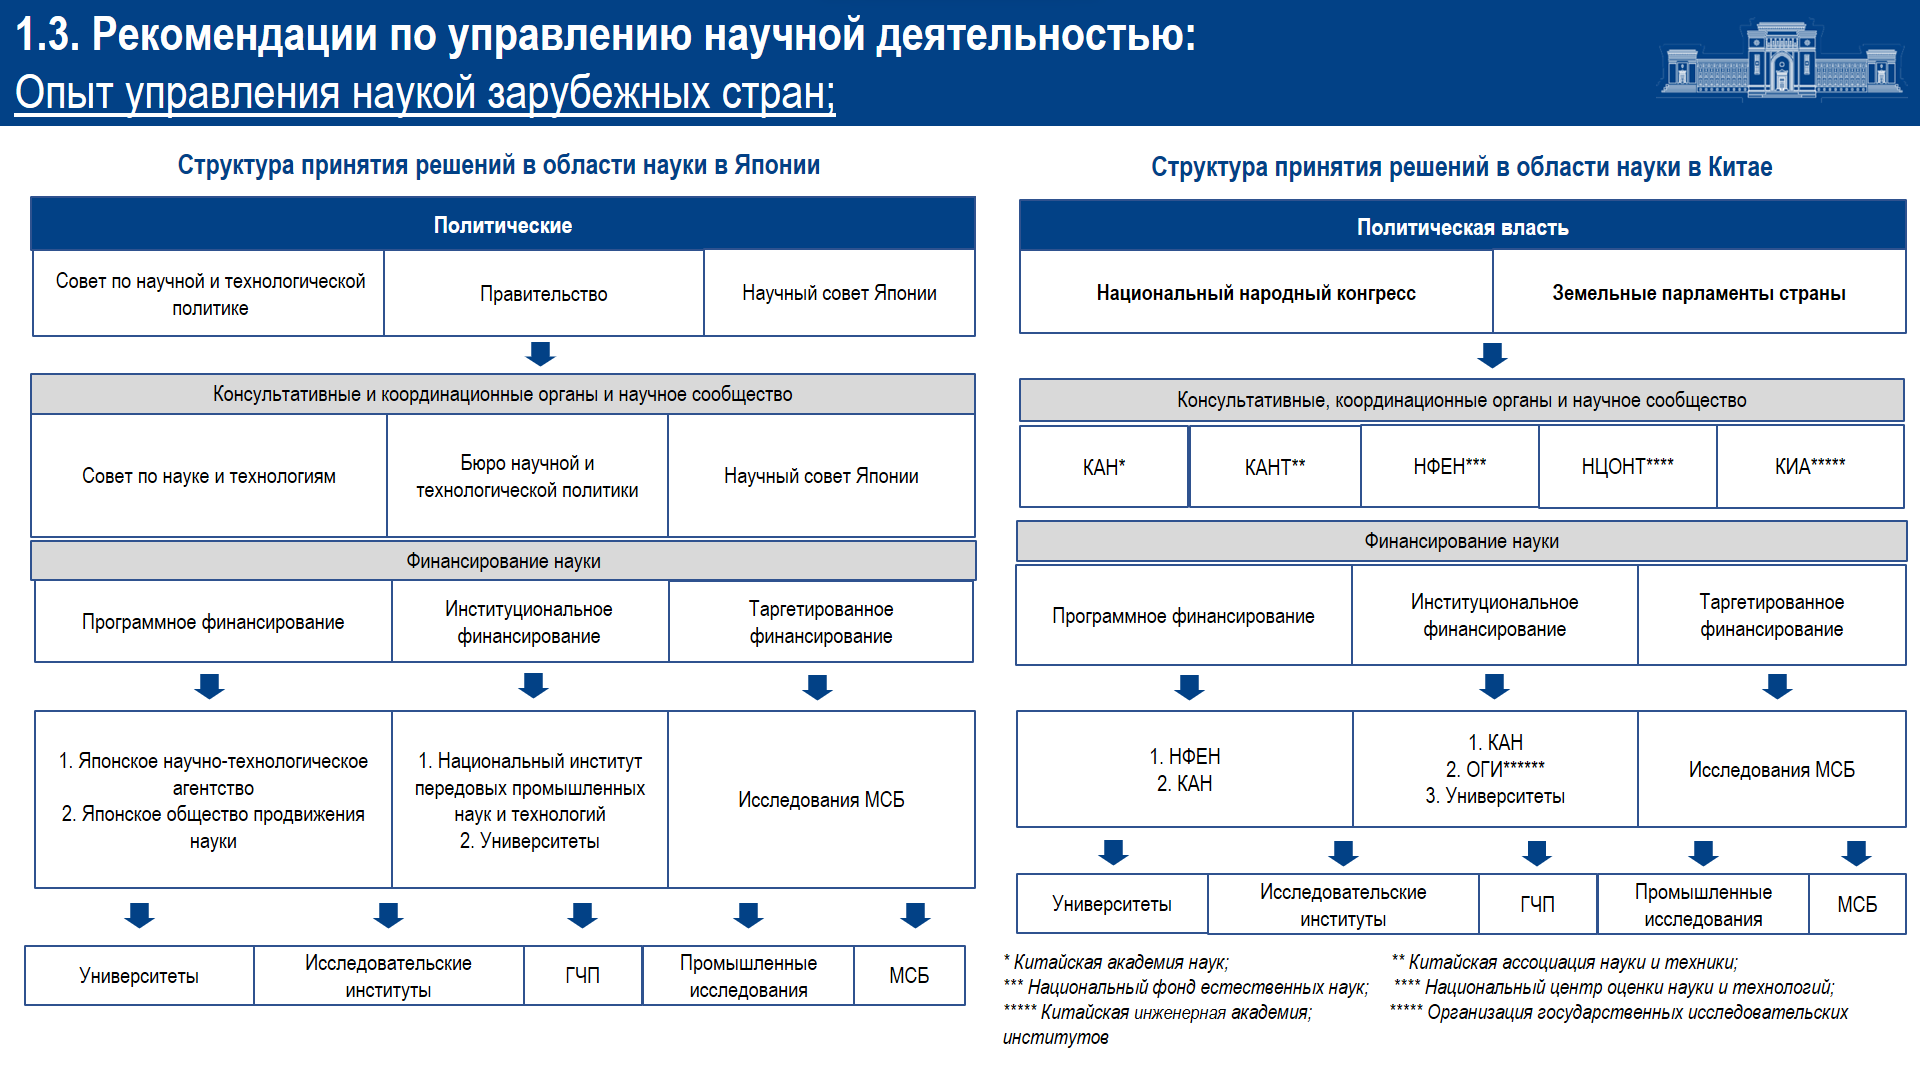 1.3. Рекомендации по управлению научной деятельностью:
Опыт управления наукой зарубежных стран;
Структура принятия решений в области науки в Японии
Политические
Совет по научной и технологической
политике
Правительство
Научный совет Японии
Консультативные и координационные органы и научное сообщество
Совет по науке и технологиям
Бюро научной и
технологической политики
Научный совет Японии
Финансирование науки
Программное финансирование
Институциональное
финансирование
Таргетированное
финансирование
1. Японское научно-технологическое
агентство
2. Японское общество продвижения
науки
1. Национальный институт
передовых промышленных
наук и технологий
2. Университеты
Исследования МСБ
Университеты
Исследовательские
институты
ГЧП
Промышленные
исследования
МСБ
Структура принятия решений в области науки в Китае
Политическая власть
Национальный народный конгресс
Земельные парламенты страны
Консультативные, координационные органы и научное сообщество
КАН*
КАНТ**
НФЕН***
НЦОНТ****
КИА*****
Финансирование науки
Программное финансирование
Институциональное
финансирование
Таргетированное
финансирование
1. НФЕН
2. КАН
1. КАН
2. ОГИ******
3. Университеты
Исследования МСБ
Университеты
Исследовательские
институты
ГЧП
Промышленные
исследования
МСБ
* Китайская академия наук; ** Китайская ассоциация науки и техники;
*** Национальный фонд естественных наук; **** Национальный центр оценки науки и технологий;
***** Китайская инженерная академия; ***** Организация государственных исследовательских
институтов